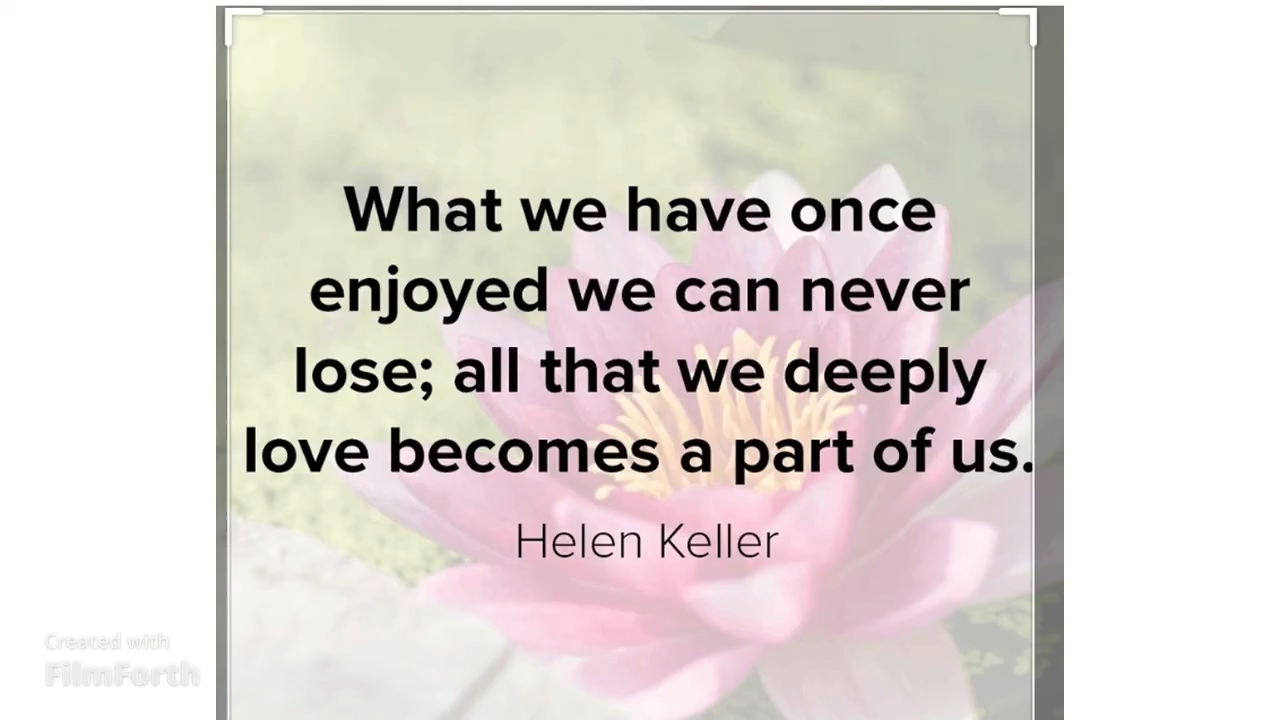 What we have once
enjoyed we can never
lose; all that we deeply
love becomes a part of us.
Helen Keller
Created with
FilmForth